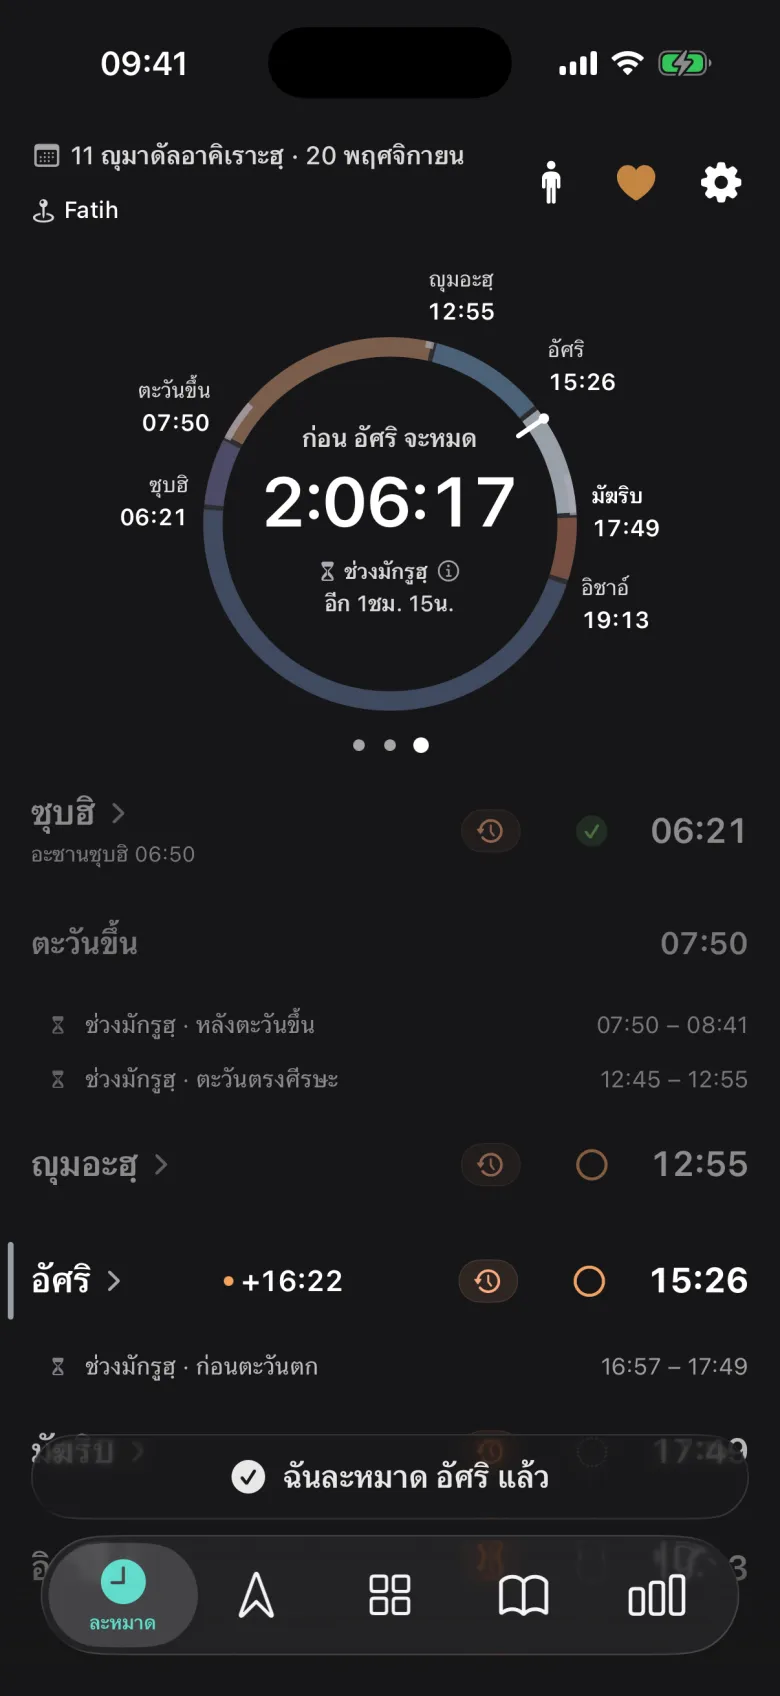 09:41
11 ญุมาดัลอาคิเราะฮฺ · 20 พฤศจิกายน
Fatih
ญุมอะฮฺ
12:55
อัศริ
15:26
ตะวันขึ้น
07:50
ซุบฮิ
06:21
มัฆริบ
17:49
อิชาอ์
19:13
ก่อน อัศริ จะหมด
2:06:17
ช่วงมักรูฮฺ
อีก 1ชม. 15น.
ซุบฮิ 06:21
อะซานซุบฮิ 06:50
ตะวันขึ้น 07:50
ช่วงมักรูฮฺ · หลังตะวันขึ้น 07:50 – 08:41
ช่วงมักรูฮฺ · ตะวันตรงศีรษะ 12:45 – 12:55
ญุมอะฮฺ 12:55
อัศริ +16:22 15:26
ช่วงมักรูฮฺ · ก่อนตะวันตก 16:57 – 17:49
มัฆริบ 17:49
ฉันละหมาด อัศริ แล้ว
ละหมาด